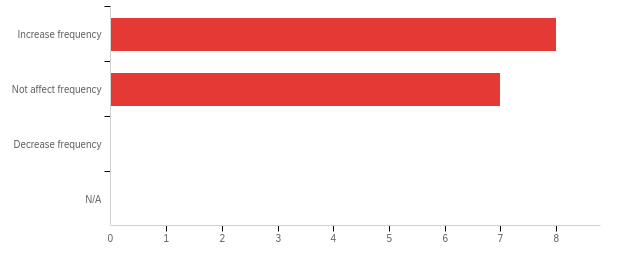 Increase frequency
Not affect frequency
Decrease frequency
N/A
0 1 2 3 4 5 6 7 8